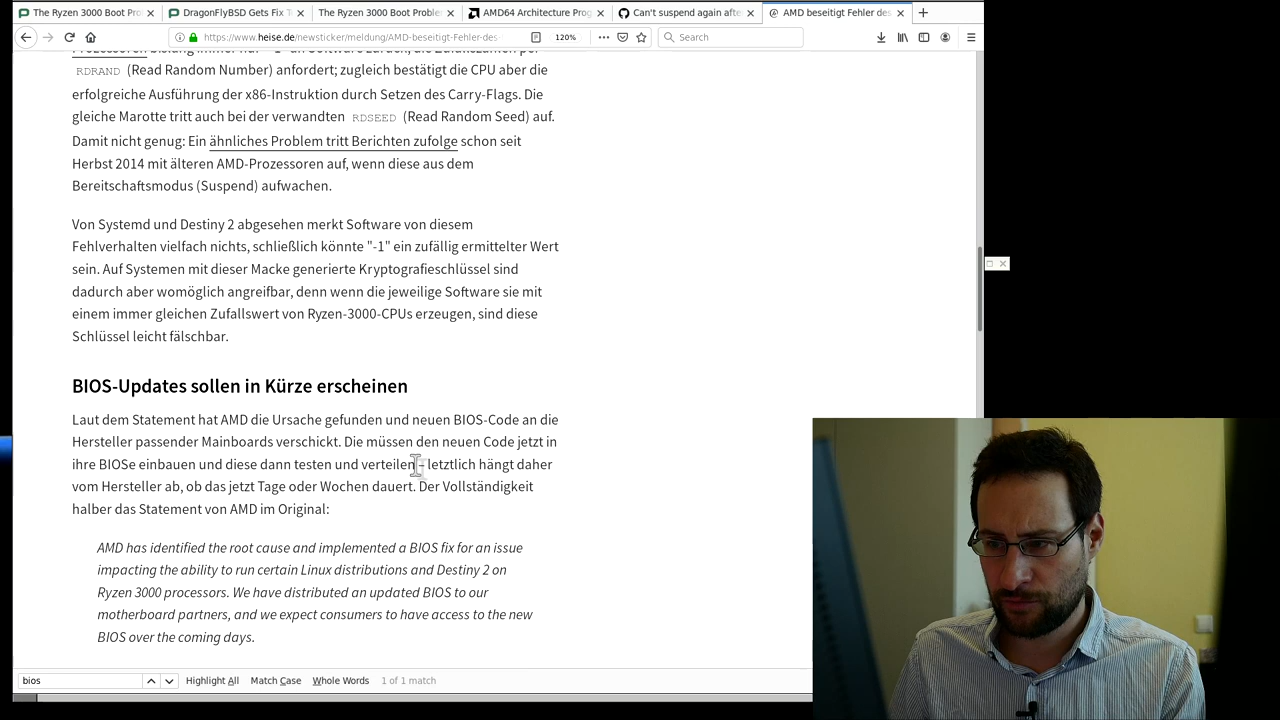 The Ryzen 3000 Boot Prob
DragonFlyBSD Gets Fix T
The Ryzen 3000 Boot Proble
AMD64 Architecture Prog
Can't suspend again after
AMD beseitigt Fehler des
https://www.heise.de/newsticker/meldung/AMD-beseitigt-Fehler-des-
120%
Search
RDRAND (Read Random Number) anfordert; zugleich bestätigt die CPU aber die
erfolgreiche Ausführung der x86-Instruktion durch Setzen des Carry-Flags. Die
gleiche Marotte tritt auch bei der verwandten RDSEED (Read Random Seed) auf.
Damit nicht genug: Ein ähnliches Problem tritt Berichten zufolge schon seit
Herbst 2014 mit älteren AMD-Prozessoren auf, wenn diese aus dem
Bereitschaftsmodus (Suspend) aufwachen.
Von Systemd und Destiny 2 abgesehen merkt Software von diesem
Fehlverhalten vielfach nichts, schließlich könnte "-1" ein zufällig ermittelter Wert
sein. Auf Systemen mit dieser Macke generierte Kryptografieschlüssel sind
dadurch aber womöglich angreifbar, denn wenn die jeweilige Software sie mit
einem immer gleichen Zufallswert von Ryzen-3000-CPUs erzeugen, sind diese
Schlüssel leicht fälschbar.
BIOS-Updates sollen in Kürze erscheinen
Laut dem Statement hat AMD die Ursache gefunden und neuen BIOS-Code an die
Hersteller passender Mainboards verschickt. Die müssen den neuen Code jetzt in
ihre BIOSe einbauen und diese dann testen und verteilen – letztlich hängt daher
vom Hersteller ab, ob das jetzt Tage oder Wochen dauert. Der Vollständigkeit
halber das Statement von AMD im Original:
AMD has identified the root cause and implemented a BIOS fix for an issue
impacting the ability to run certain Linux distributions and Destiny 2 on
Ryzen 3000 processors. We have distributed an updated BIOS to our
motherboard partners, and we expect consumers to have access to the new
BIOS over the coming days.
bios
Highlight All
Match Case
Whole Words
1 of 1 match